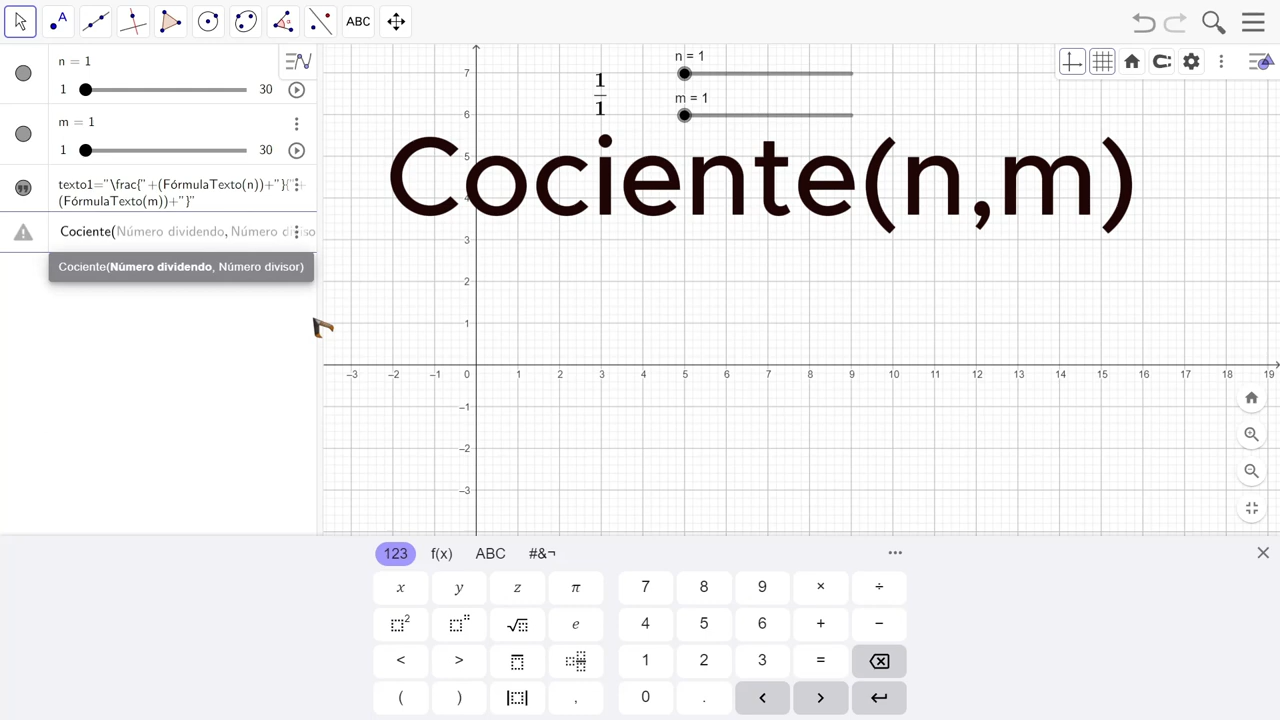 ABC
n = 1
1
30
m = 1
1
30
texto1="\frac{"+(FórmulaTexto(n))+"}{"+
(FórmulaTexto(m))+"}"
Cociente(Número dividendo, Número diviso
Cociente(Número dividendo, Número divisor)
n = 1
m = 1
1
1
Cociente(n,m)
7
6
5
4
3
2
1
–3 –2 –1 0 1 2 3 4 5 6 7 8 9 10 11 12 13 14 15 16 17 18 19
–1
–2
–3
123 f(x) ABC #&¬
x y z π 7 8 9 × ÷
e 4 5 6 + −
< > 1 2 3 =
( ) , 0 . < >